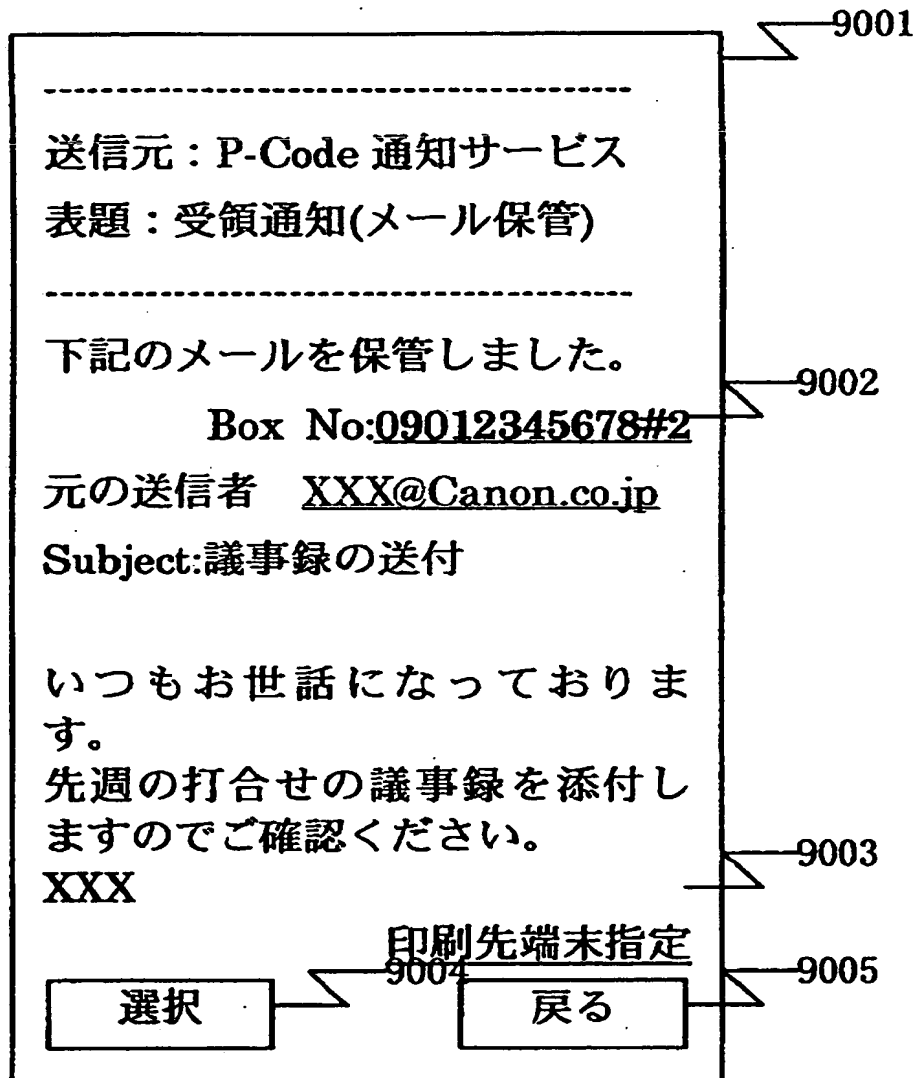 9001
送信元：P-Code 通知サービス
表題：受領通知(メール保管)
下記のメールを保管しました。
9002
Box No:09012345678#2
元の送信者 XXX@Canon.co.jp
Subject:議事録の送付
いつもお世話になっておりま
す。
先週の打合せの議事録を添付し
ますのでご確認ください。
9003
XXX
印刷先端末指定
9004
9005
選択
戻る